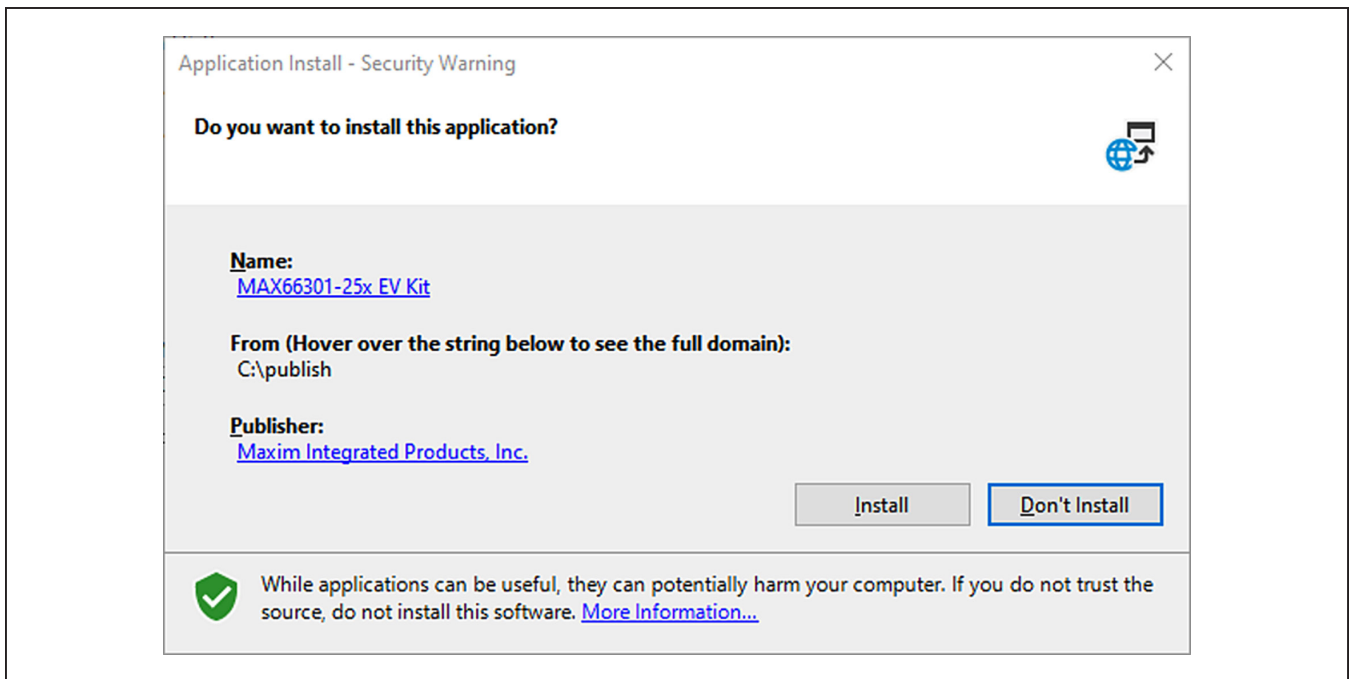 Application Install - Security Warning
Do you want to install this application?
Name:
MAX66301-25x EV Kit
From (Hover over the string below to see the full domain):
C:\publish
Publisher:
Maxim Integrated Products, Inc.
Install
Don't Install
While applications can be useful, they can potentially harm your computer. If you do not trust the
source, do not install this software. More Information...